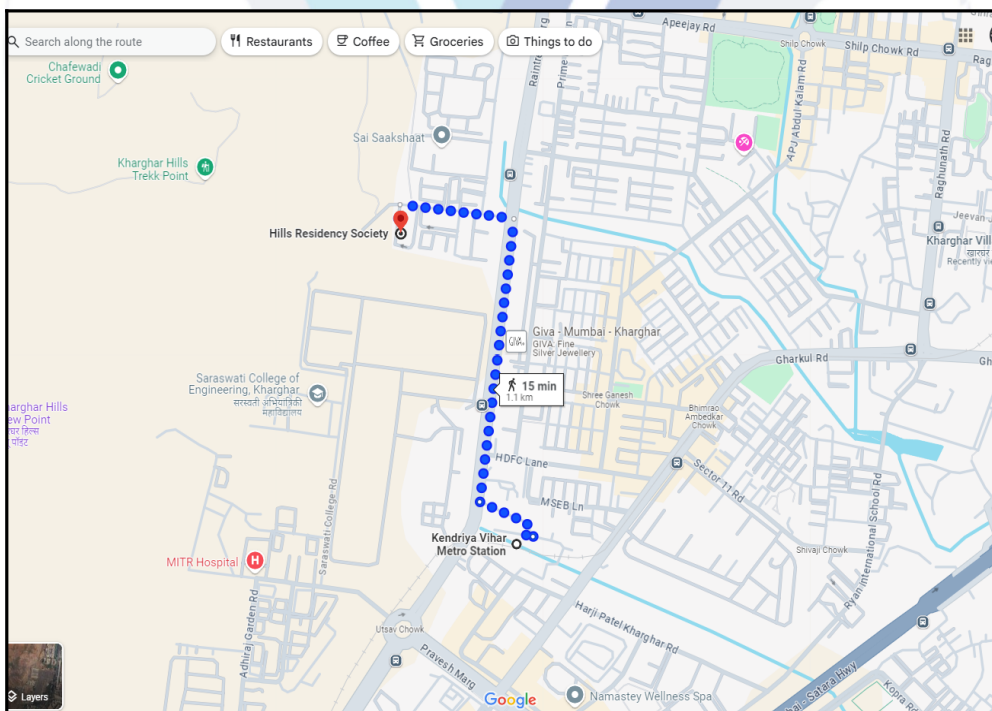 Search along the route
Restaurants
Coffee
Groceries
Things to do
Apeejay Rd
Shilp Chowk
Shilp Chowk Rd
Chafewadi
Cricket Ground
Sai Saakshaat
Prime
APJ Abdul Kalam Rd
Raghunath Rd
Kharghar Hills
Trekk Point
Hills Residency Society
Kharghar Vill
Recently vi
Giva - Mumbai - Kharghar
GIVA: Fine
Silver Jewellery
Gharkul Rd
15 min
1.1 km
Saraswati College of
Engineering, Kharghar
सरस्वती अभियांत्रिकी
महाविद्यालय
Shree Ganesh
Chowk
Bhimrao
Ambedkar
Chowk
harghar Hills
ew Point
HDFC Lane
Sector 11 Rd
MSEB Ln
Saraswati College Rd
Kendriya Vihar
Metro Station
Shivaji Chowk
Ryan International School Rd
MITR Hospital
Adhiraj Garden Rd
Utsav Chowk
Harji Patel Kharghar Rd
Pravesh Marg
bai - Satara Hwy
Kopra Rd
Layers
Google
Namastey Wellness Spa